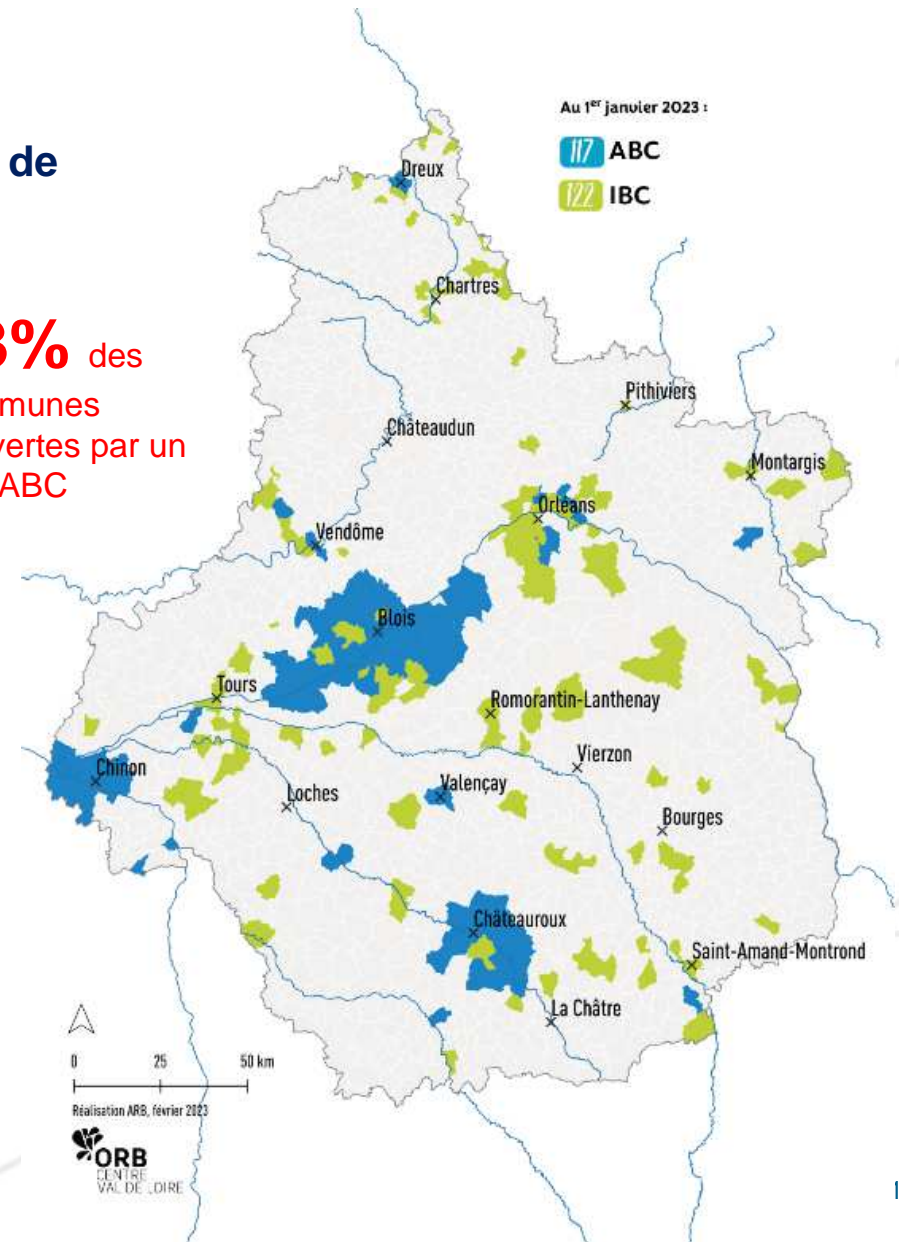 de
Au 1er janvier 2023 :
117 ABC
122 IBC
3% des
munes
vertes par un
ABC
Dreux
Chartres
Pithiviers
Châteaudun
Montargis
Orléans
Vendôme
Blois
Tours
Romorantin-Lanthenay
Chinon
Vierzon
Loches
Valençay
Bourges
Châteauroux
Saint-Amand-Montrond
La Châtre
0 25 50 km
Réalisation ARB, février 2023
ORB
CENTRE
VAL DE LOIRE